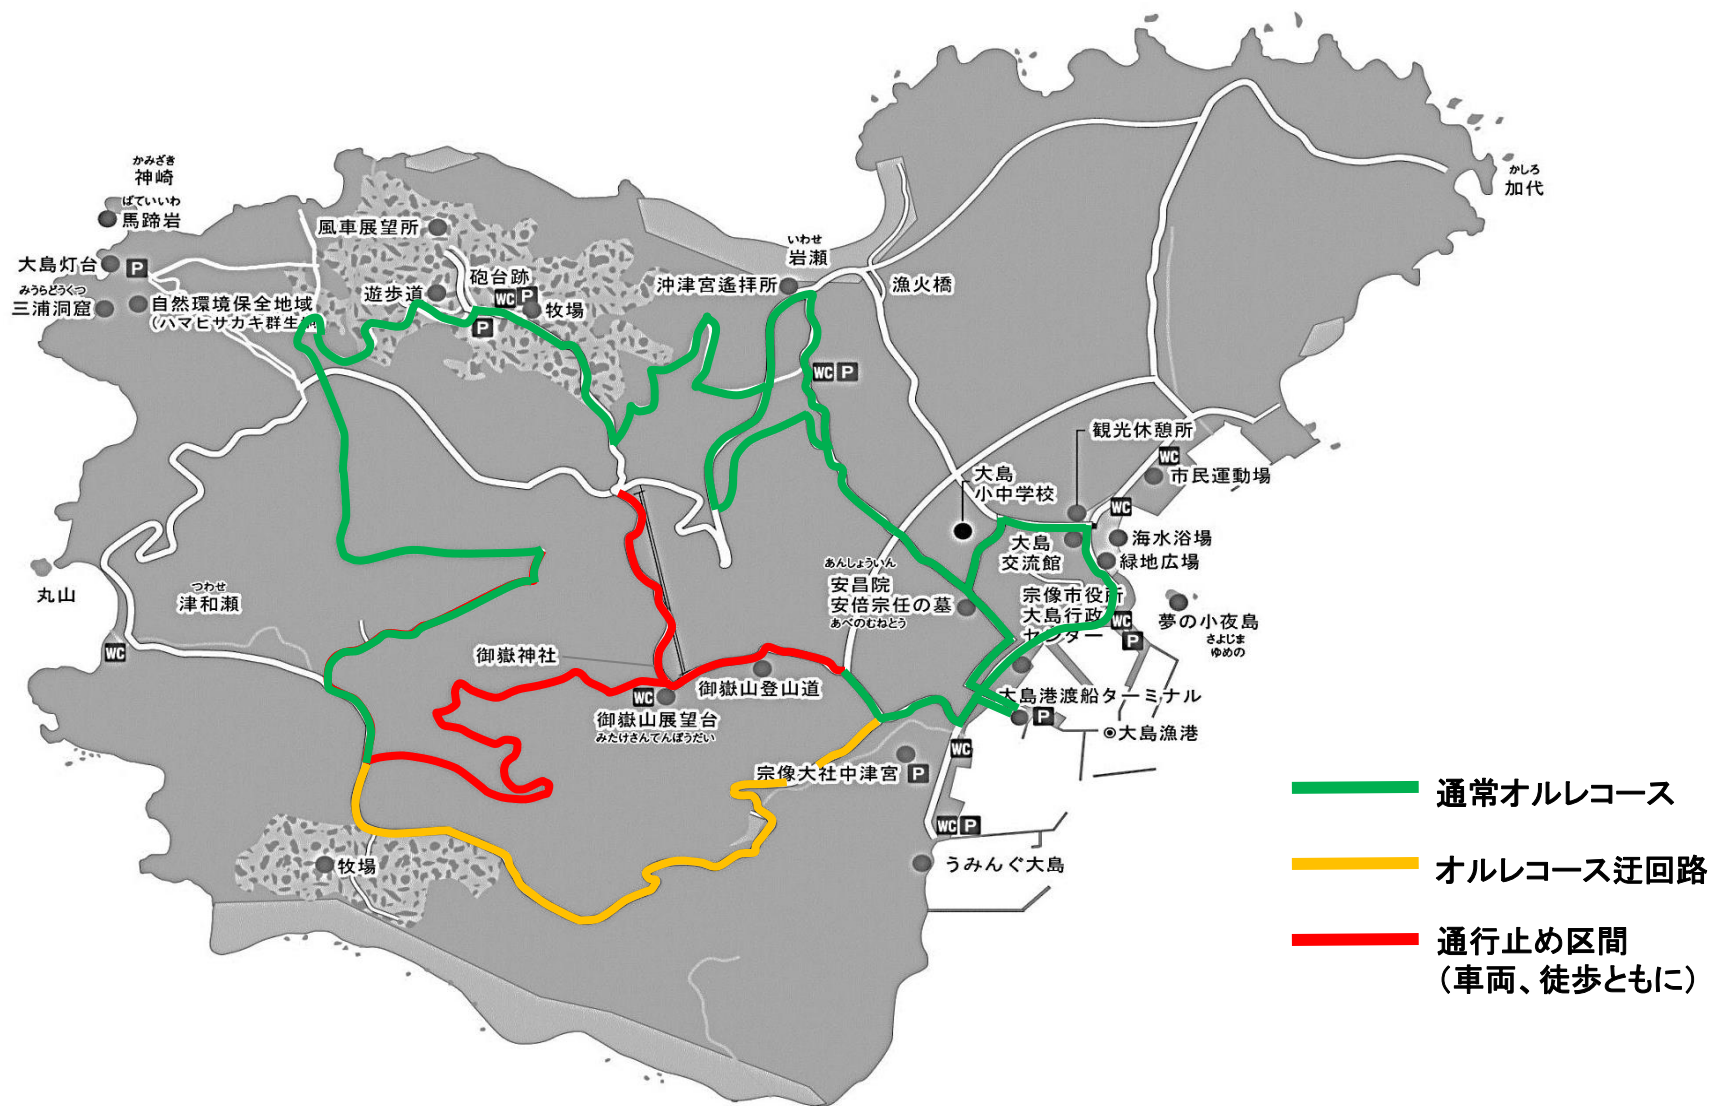 かみざき
神崎
ばていいわ
馬蹄岩
大島灯台
P
みうらどうくつ
三浦洞窟
自然環境保全地域
(ハマヒサカキ群生
風車展望所
砲台跡
遊歩道
WC P
牧場
P
いわせ
岩瀬
沖津宮遙拝所
漁火橋
かしろ
加代
WC P
観光休憩所
WC
市民運動場
大島
小中学校
WC
海水浴場
大島
交流館
緑地広場
あんしょういん
安昌院
安倍宗任の墓
あべのむねとう
宗像市役所
大島行政
センター
WC
P
夢の小夜島
さよじま
ゆめの
丸山
つわせ
津和瀬
WC
御嶽神社
WC
御嶽山展望台
みたけさんてんぼうだい
御嶽山登山道
大島港渡船ターミナル
P
大島漁港
WC
宗像大社中津宮
P
WC P
うみんぐ大島
牧場
通常オルレコース
オルレコース迂回路
通行止め区間
(車両、徒歩ともに)